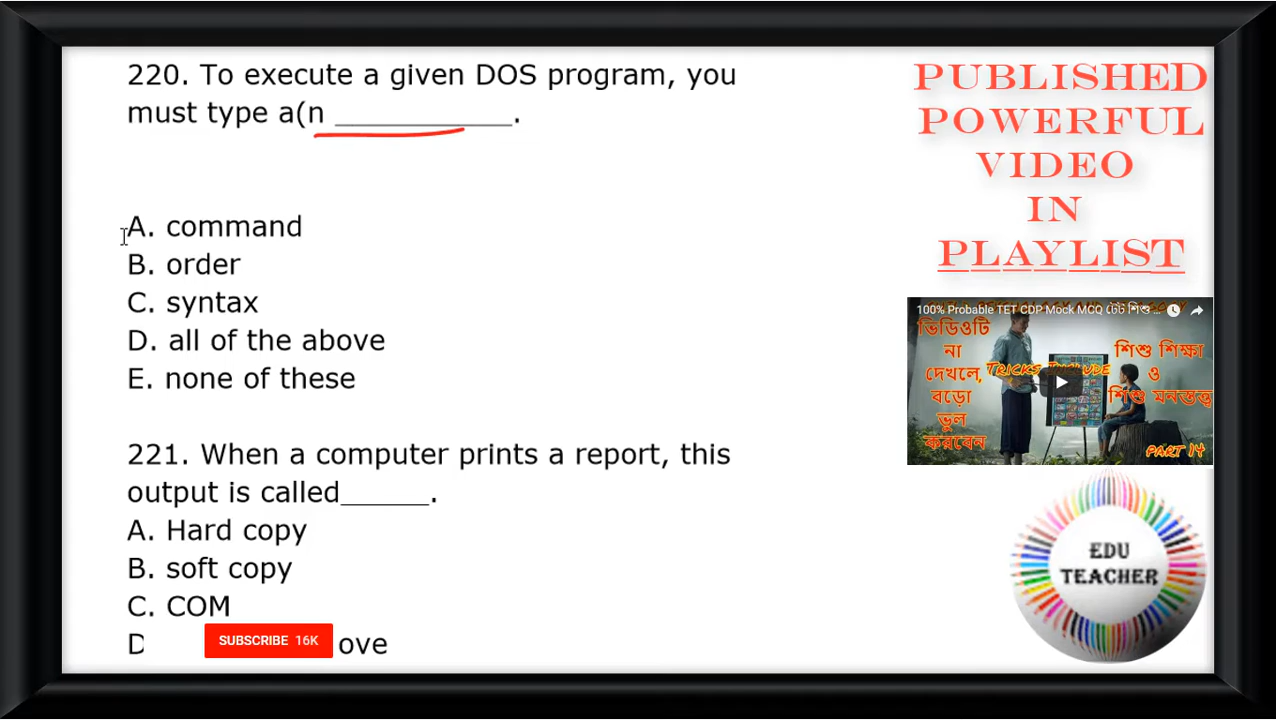 220. To execute a given DOS program, you
must type a(n ___________.
A. command
B. order
C. syntax
D. all of the above
E. none of these
221. When a computer prints a report, this
output is called______.
A. Hard copy
B. soft copy
C. COM
D
ove
SUBSCRIBE 16K
PUBLISHED
POWERFUL
VIDEO
IN
PLAYLIST
100% Probable TET CDP Mock MCQ টেট শিশু ...
ভিডিওটি
না
দেখলে,
বড়ো
ভুল
করবেন
TRICKS INCLUDE
শিশু শিক্ষা
ও
শিশু মনস্তত্ত্ব
PART 14
EDU
TEACHER